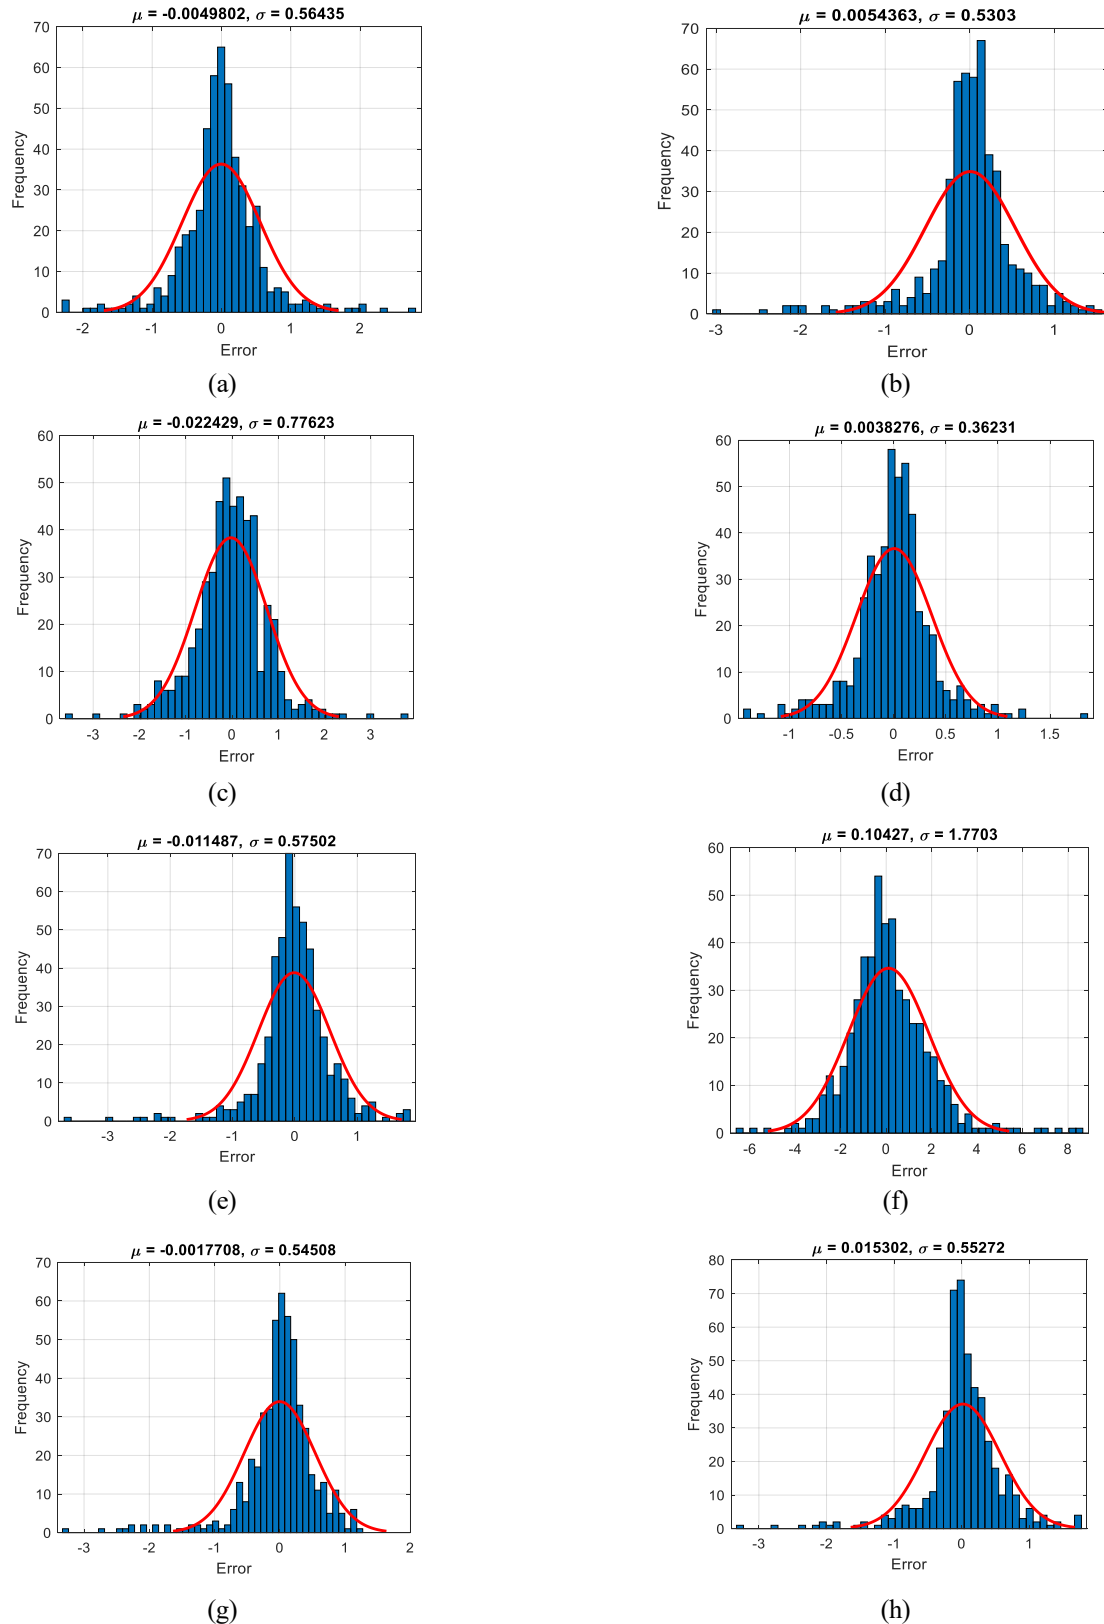 μ = -0.0049802, σ = 0.56435
70
60
50
40
30
20
10
0
Frequency
-2 -1 0 1 2
Error
(a)
μ = 0.0054363, σ = 0.5303
70
60
50
40
30
20
10
0
Frequency
-3 -2 -1 0 1
Error
(b)
μ = -0.022429, σ = 0.77623
60
50
40
30
20
10
0
Frequency
-3 -2 -1 0 1 2 3
Error
(c)
μ = 0.0038276, σ = 0.36231
60
50
40
30
20
10
0
Frequency
-1 -0.5 0 0.5 1 1.5
Error
(d)
μ = -0.011487, σ = 0.57502
70
60
50
40
30
20
10
0
Frequency
-3 -2 -1 0 1
Error
(e)
μ = 0.10427, σ = 1.7703
60
50
40
30
20
10
0
Frequency
-6 -4 -2 0 2 4 6 8
Error
(f)
μ = -0.0017708, σ = 0.54508
70
60
50
40
30
20
10
0
Frequency
-3 -2 -1 0 1 2
Error
(g)
μ = 0.015302, σ = 0.55272
80
70
60
50
40
30
20
10
0
Frequency
-3 -2 -1 0 1
Error
(h)